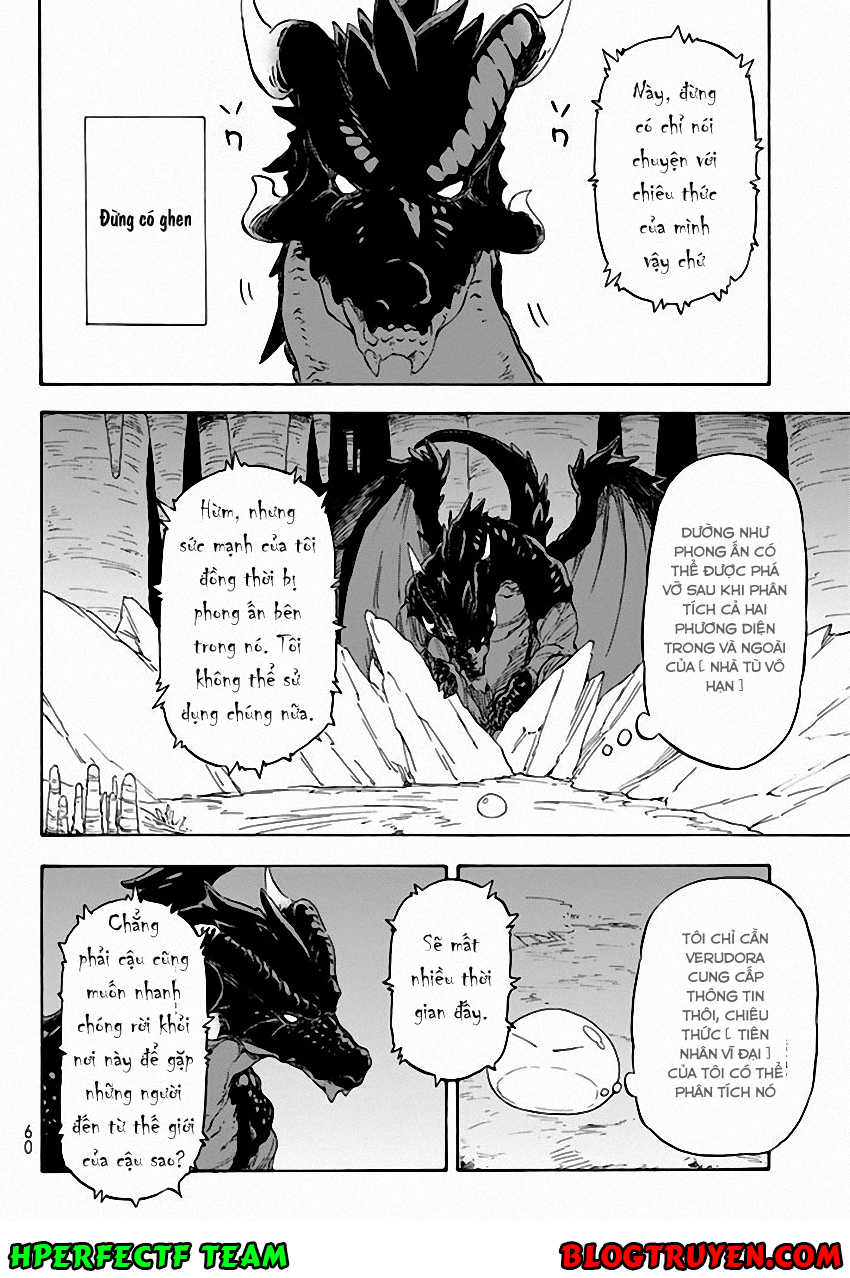 Này, đừng
có chỉ nói
chuyện với
chiêu thức
của mình
vậy chứ
Đừng có ghen
DƯỜNG NHƯ
PHONG ẤN CÓ
THỂ ĐƯỢC PHÁ
VỠ SAU KHI PHÂN
TÍCH CẢ HAI
PHƯƠNG DIỆN
TRONG VÀ NGOÀI
CỦA [ NHÀ TÙ VÔ
HẠN ]
Hừm, nhưng
sức mạnh của tôi
đồng thời bị
phong ấn bên
trong nó. Tôi
không thể sử
dụng chúng nữa.
TÔI CHỈ CẦN
VERUDORA
CUNG CẤP
THÔNG TIN
THÔI, CHIÊU
THỨC [ TIÊN
NHÂN VĨ ĐẠI ]
CỦA TÔI CÓ THỂ
PHÂN TÍCH NÓ
Sẽ mất
nhiều thời
gian đấy.
Chẳng
phải cậu cũng
muốn nhanh
chóng rời khỏi
nơi này để gặp
những người
đến từ thế giới
của cậu sao?
60
HPERFECTF TEAM
BLOGTRUYEN.COM